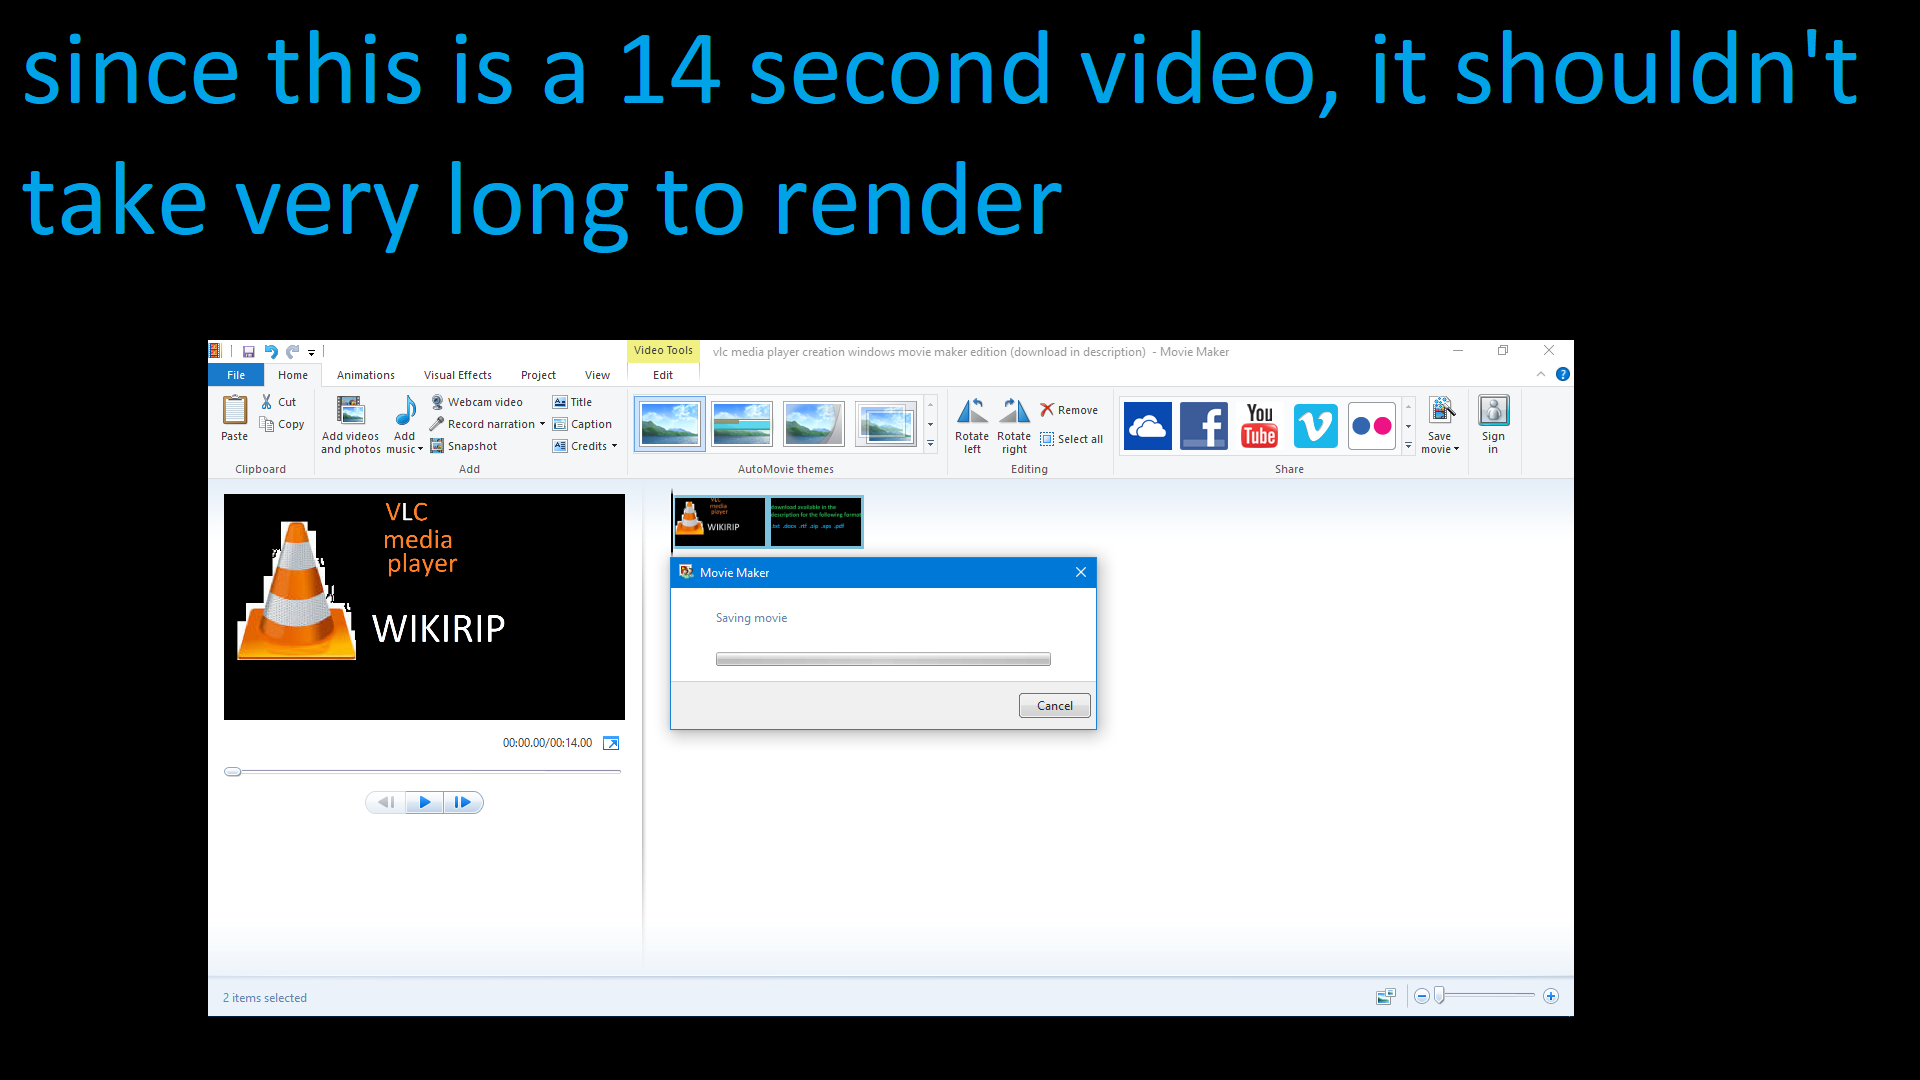 since this is a 14 second video, it shouldn't
take very long to render
Video Tools
vlc media player creation windows movie maker edition (download in description) - Movie Maker
File Home Animations Visual Effects Project View Edit
Paste
Cut
Copy
Clipboard
Add videos
and photos
Add
music
Webcam video
Record narration
Snapshot
Title
Caption
Credits
Add
AutoMovie themes
Rotate
left
Rotate
right
Remove
Select all
Editing
f
You
Tube
Share
Save
movie
Sign
in
VLC
media
player
WIKIRIP
00:00.00/00:14.00
VLC
media
player
WIKIRIP
download available in the
description for the following format
.txt .docx .rtf .zip .xps .pdf
Movie Maker
Saving movie
Cancel
2 items selected